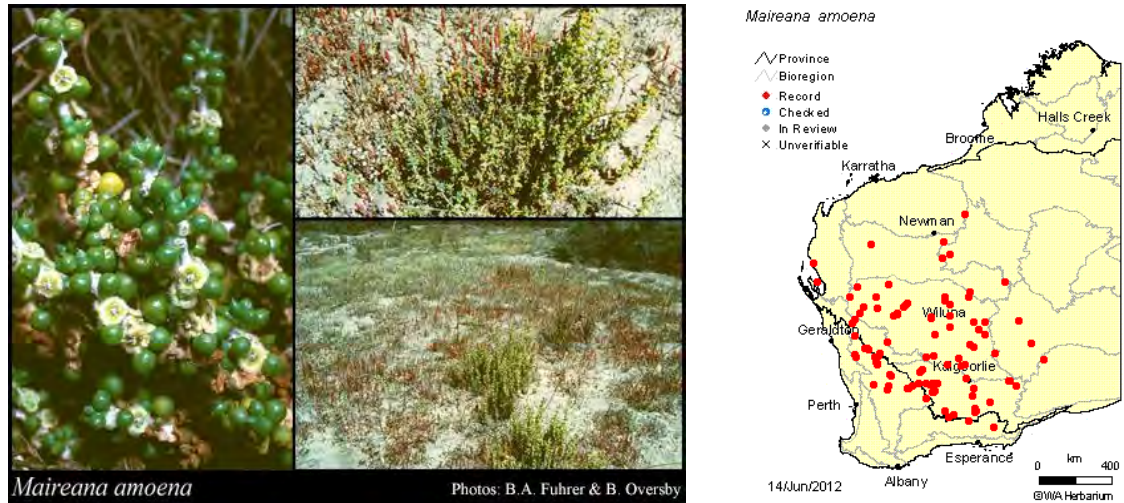 Maireana amoena
Photos: B.A. Fuhrer & B. Oversby
Maireana amoena
Province
Bioregion
Record
Checked
In Review
Unverifiable
Halls Creek
Broome
Karratha
Newman
Wiluna
Geraldton
Kalgoorlie
Perth
Esperance
Albany
km
0 400
14/Jun/2012
©WA Herbarium